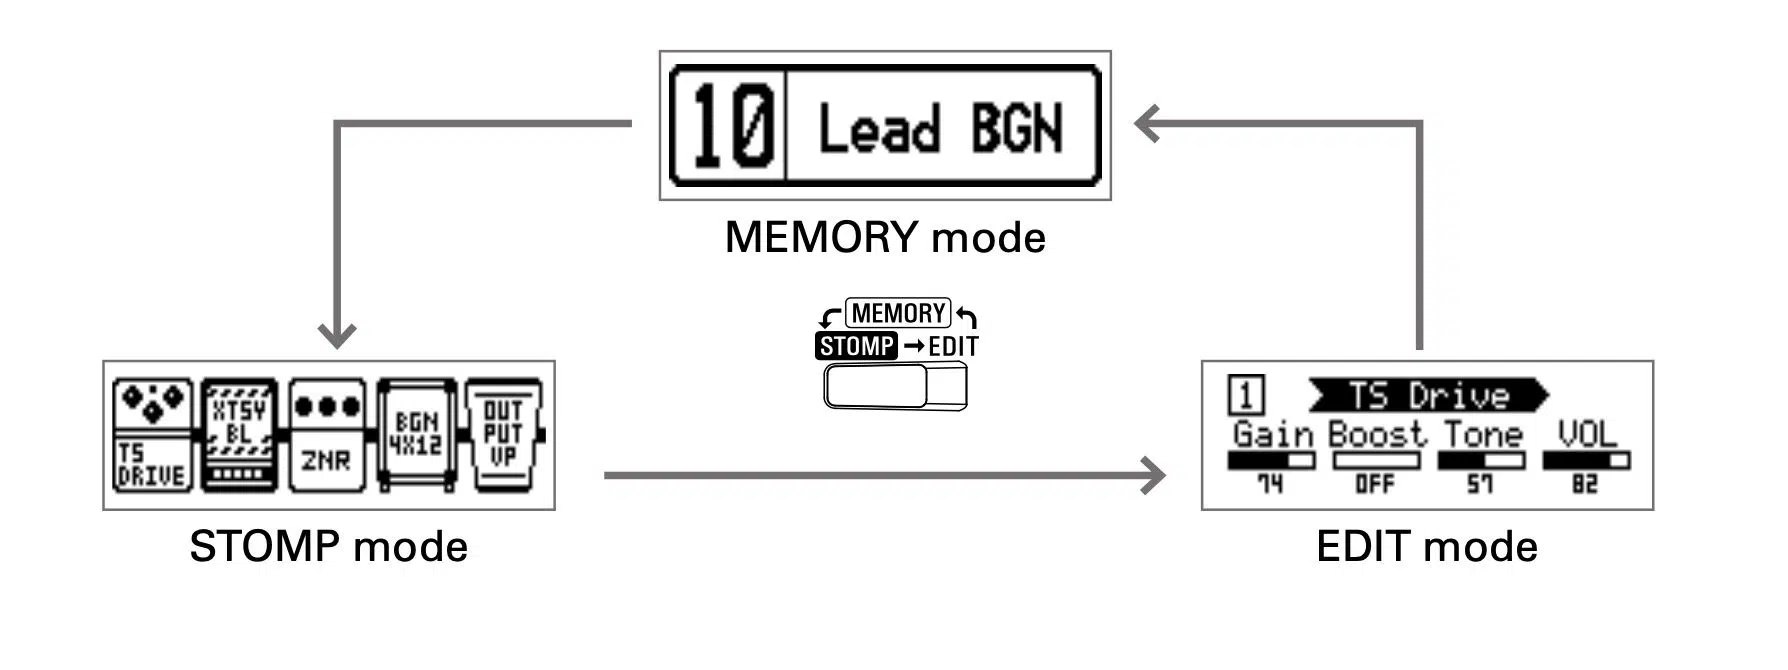 10 Lead BGN
MEMORY mode
MEMORY
STOMP EDIT
TS
DRIVE
XTSY
BL
ZNR
BGN
4X12
OUT
PUT
VP
STOMP mode
1 TS Drive
Gain Boost Tone VOL
74 OFF 57 82
EDIT mode